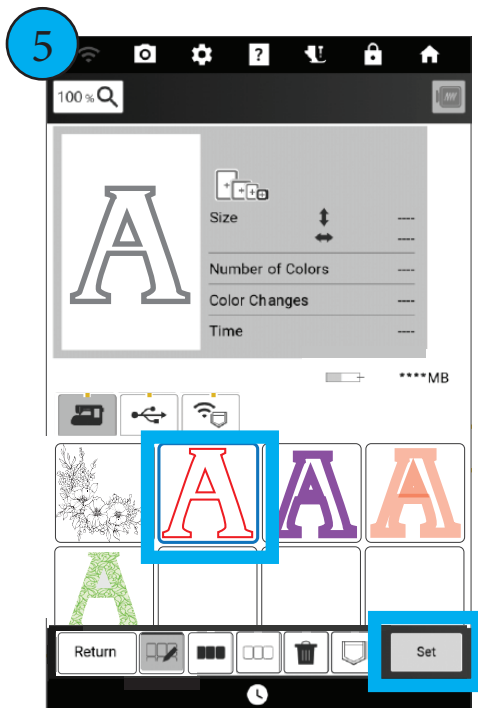 5
?
100 %
Size ----
----
Number of Colors ----
Color Changes ----
Time ----
****MB
A
A
A
A
A
Return
Set